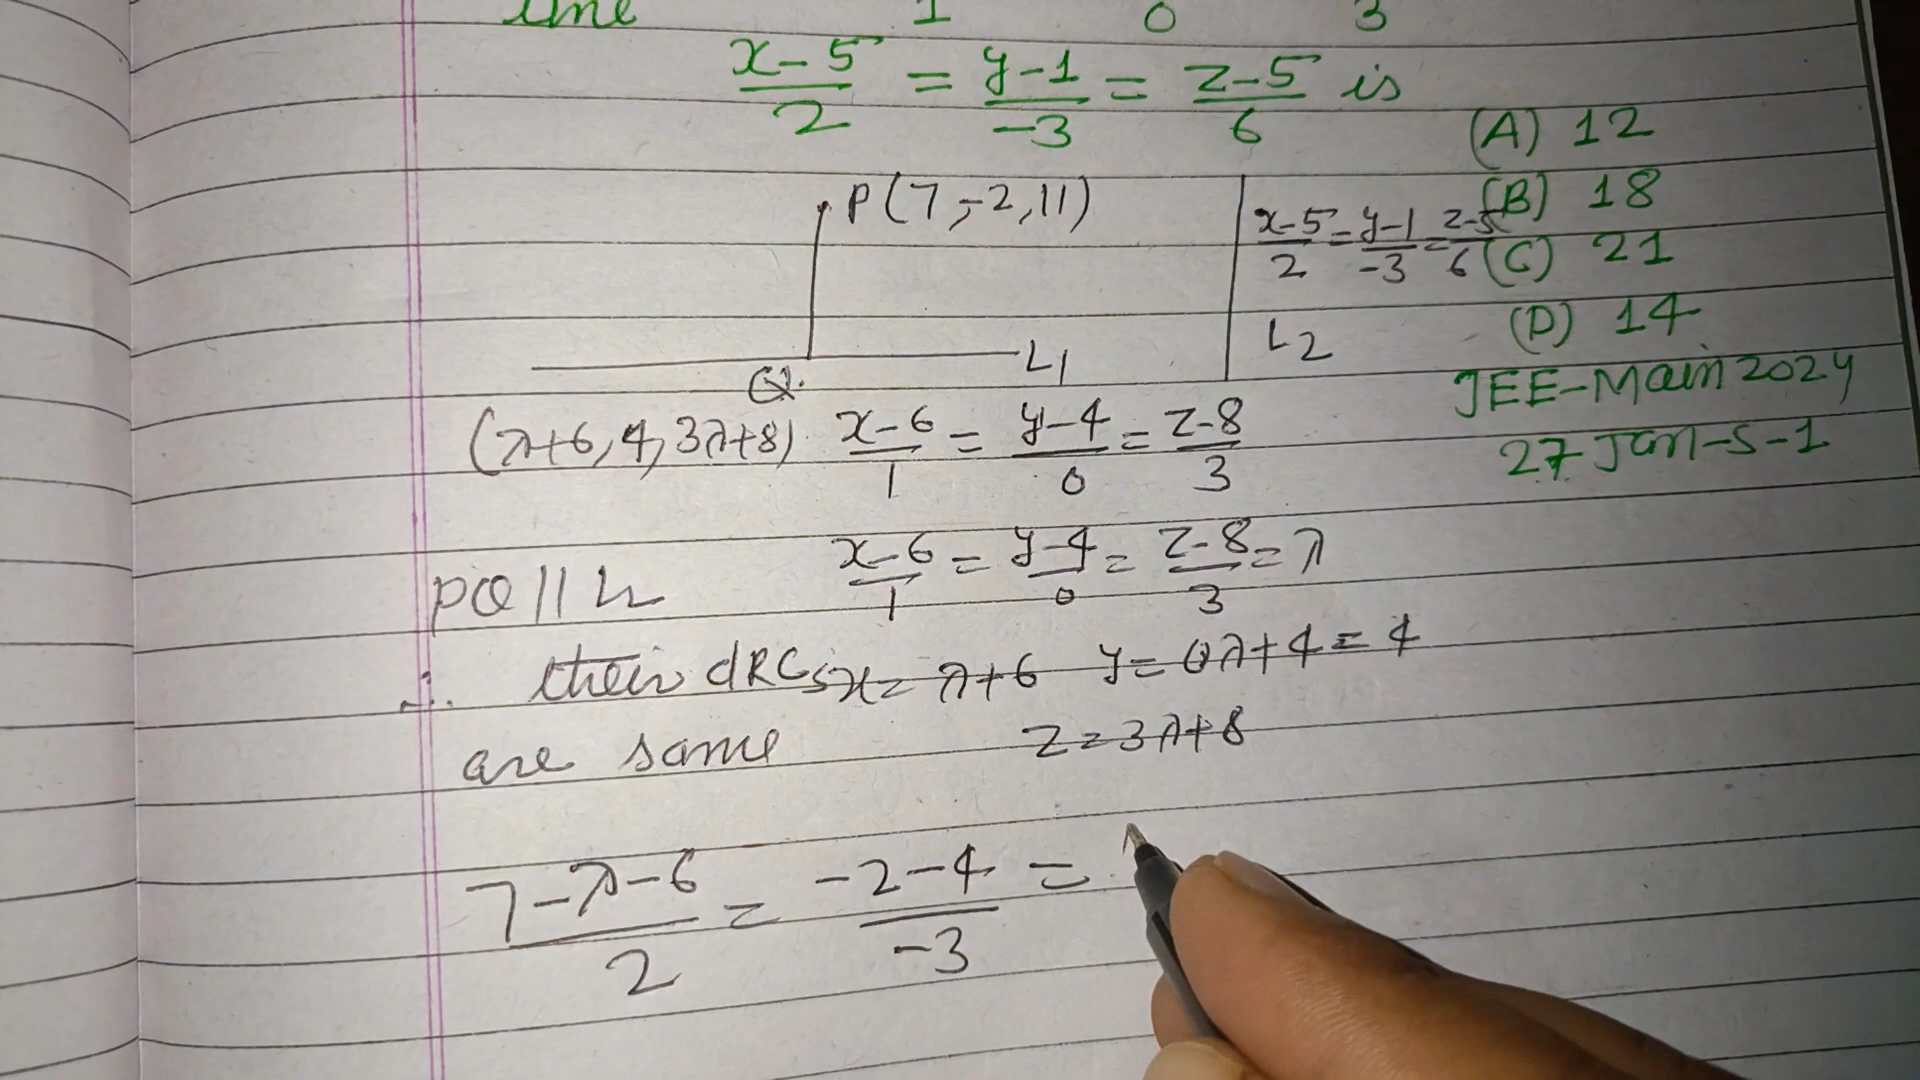 line 1 0 3
x-5/2 = y-1/-3 = z-5/6 is
(A) 12
P(7,-2,11)
(B) 18
x-5/2 = y-1/-3 = z-5/6
(C) 21
L2
(D) 14
L1
Q.
JEE-Main 2024
(λ+6,4,3λ+8) x-6/1 = y-4/0 = z-8/3
27 Jan-S-1
x-6/1 = y-4/0 = z-8/3 = λ
PQ || L2
∴ their dRCs x = λ+6 y = 0λ+4 = 4
are same z = 3λ+8
7-λ-6/2 = -2-4/-3 =